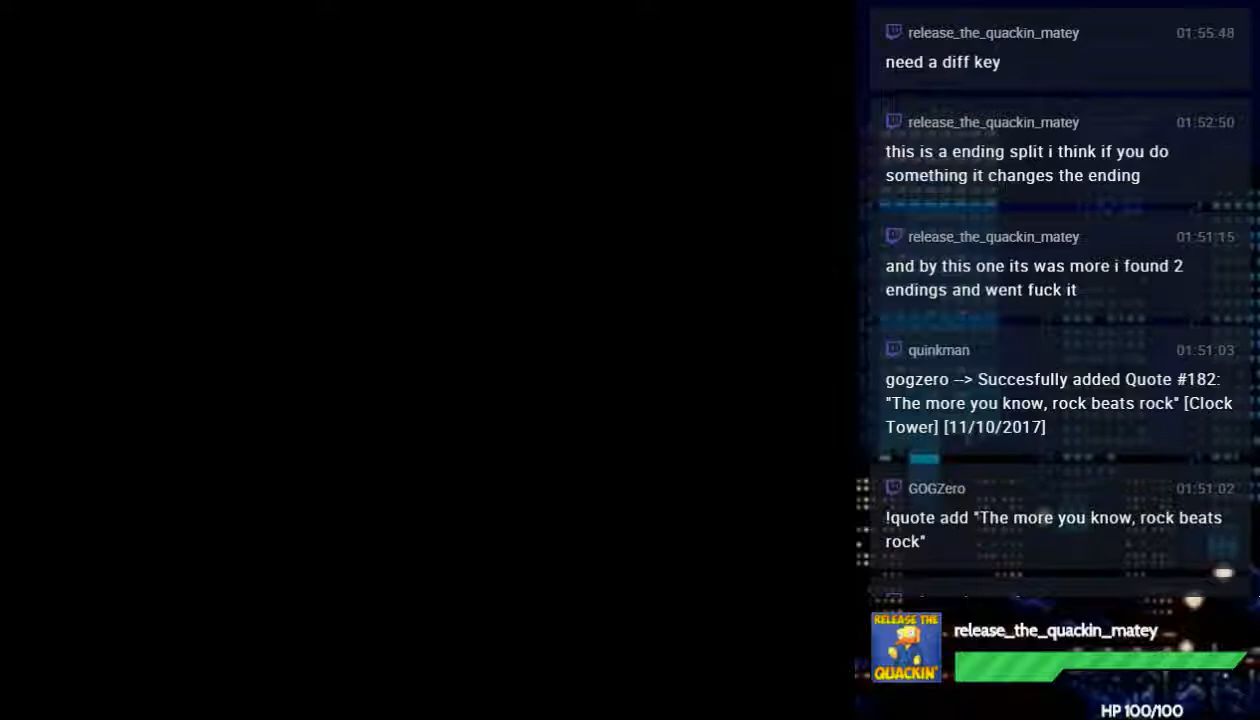 release_the_quackin_matey 01:55:48
need a diff key
release_the_quackin_matey 01:52:50
this is a ending split i think if you do
something it changes the ending
release_the_quackin_matey 01:51:15
and by this one its was more i found 2
endings and went fuck it
quinkman 01:51:03
gogzero --> Succesfully added Quote #182:
"The more you know, rock beats rock" [Clock
Tower] [11/10/2017]
GOGZero 01:51:02
!quote add "The more you know, rock beats
rock"
RELEASE THE
QUACKIN'
release_the_quackin_matey
HP 100/100